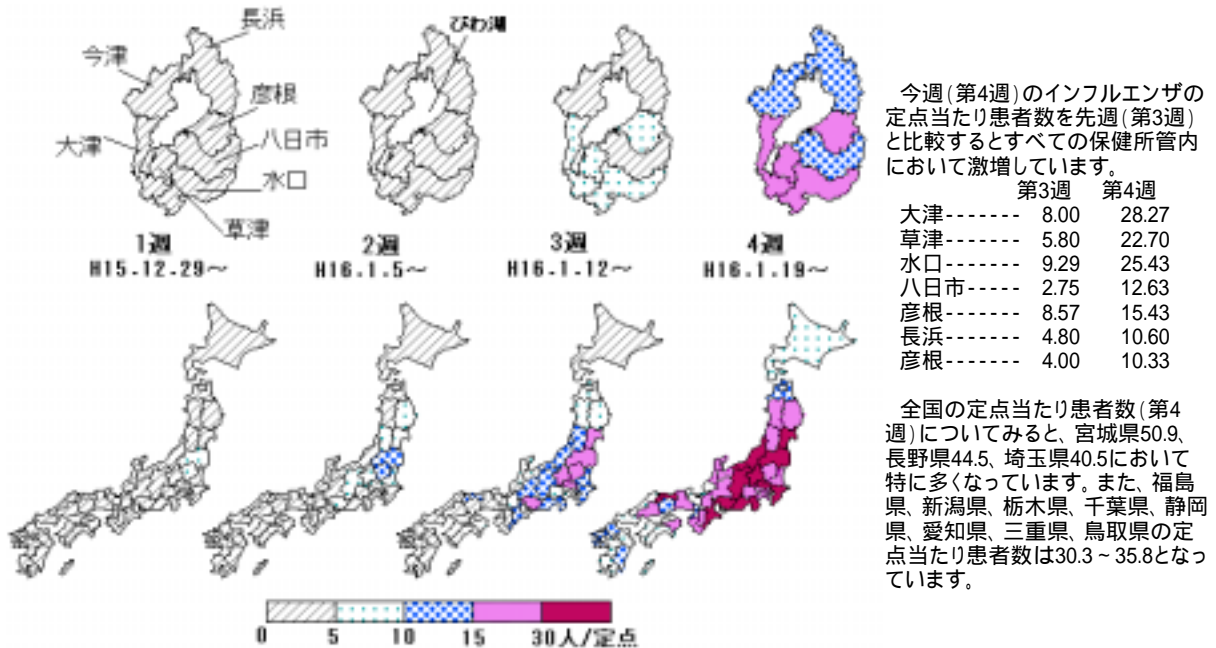 長浜
びわ湖
今津
彦根
大津
八日市
水口
草津
1週
2週
3週
4週
H15.12.29～
H16.1.5～
H16.1.12～
H16.1.19～
0 5 10 15 30人/定点
今週(第4週)のインフルエンザの
定点当たり患者数を先週(第3週)
と比較するとすべての保健所管内
において激増しています。
第3週 第4週
大津------- 8.00 28.27
草津------- 5.80 22.70
水口------- 9.29 25.43
八日市----- 2.75 12.63
彦根------- 8.57 15.43
長浜------- 4.80 10.60
彦根------- 4.00 10.33
全国の定点当たり患者数(第4
週)についてみると、宮城県50.9、
長野県44.5、埼玉県40.5において
特に多くなっています。また、福島
県、新潟県、栃木県、千葉県、静岡
県、愛知県、三重県、鳥取県の定
点当たり患者数は30.3～35.8となっ
ています。